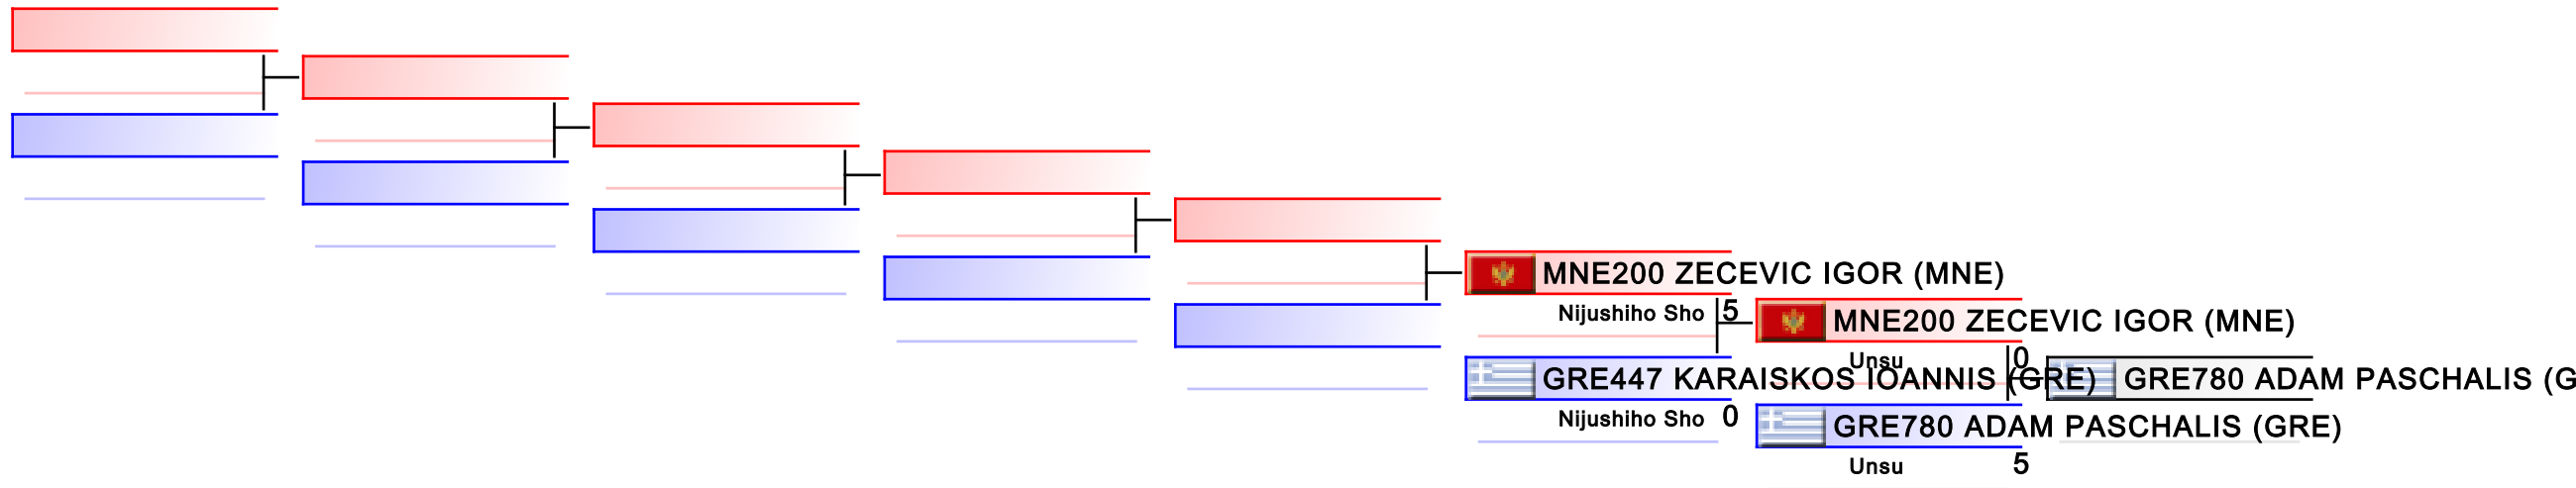 MNE200 ZECEVIC IGOR (MNE)
Nijushiho Sho 5
GRE447 KARAISKOS IOANNIS (GRE)
Nijushiho Sho 0
MNE200 ZECEVIC IGOR (MNE)
Unsu 0
GRE780 ADAM PASCHALIS (GRE)
Unsu 5
GRE780 ADAM PASCHALIS (G